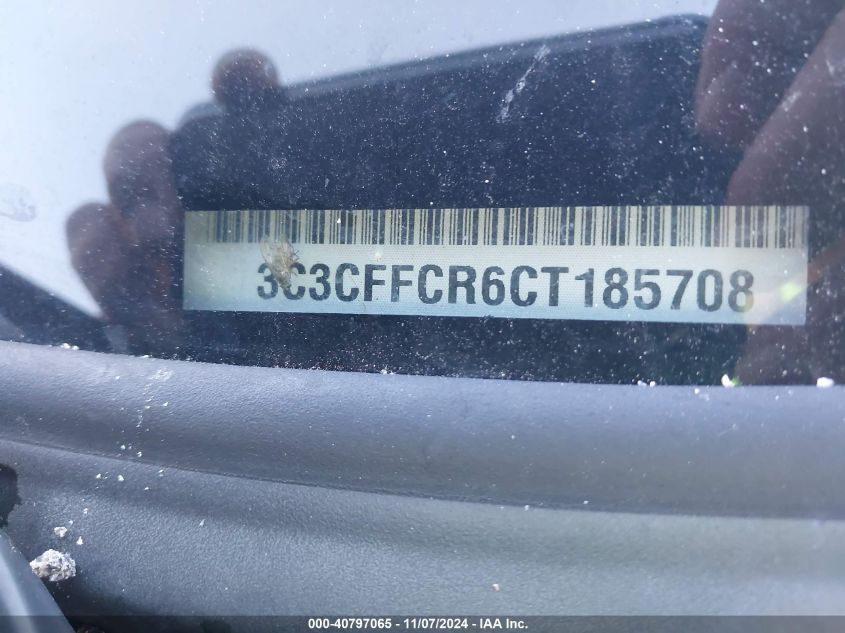 3C3CFFCR6CT185708
000-40797065 | 11/07/2024 - IAA Inc.